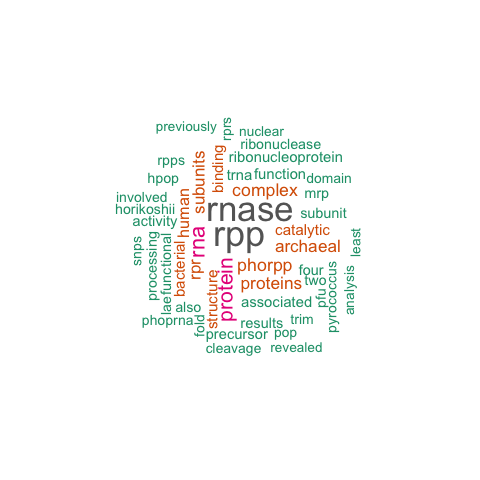 previously
rprs
nuclear
ribonuclease
rpps
binding
ribonucleoprotein
hpop
subunits
trna
function
domain
involved
human
complex
mrp
horikoshii
rnase
subunit
activity
rna
rpp
catalytic
least
snps
processing
functional
bacterial
rpr
archaeal
phorpp
four
analysis
lae
structure
protein
proteins
two
pfu
o
pyrococcus
also
associated
phoprna
fold
results
trim
precursor
pop
cleavage
revealed